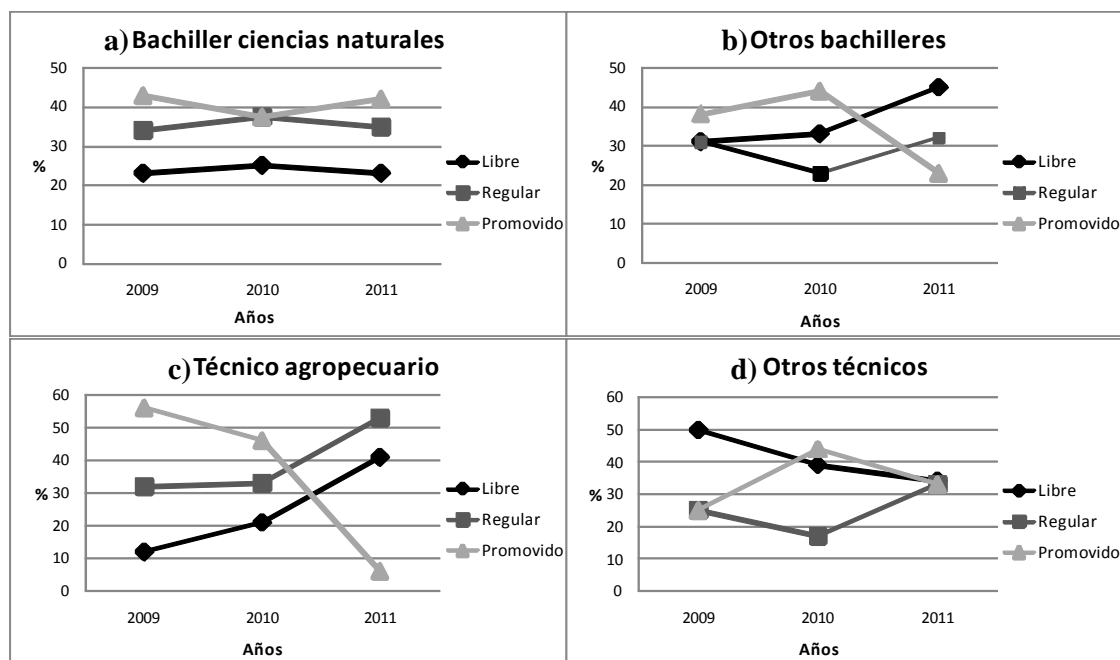 a) Bachiller ciencias naturales
50
40
30
%
20
10
0
2009 2010 2011
Años
Libre
Regular
Promovido
b) Otros bachilleres
50
40
30
%
20
10
0
2009 2010 2011
Años
Libre
Regular
Promovido
c) Técnico agropecuario
60
50
40
%
30
20
10
0
2009 2010 2011
Años
Libre
Regular
Promovido
d) Otros técnicos
60
50
40
%
30
20
10
0
2009 2010 2011
Años
Libre
Regular
Promovido